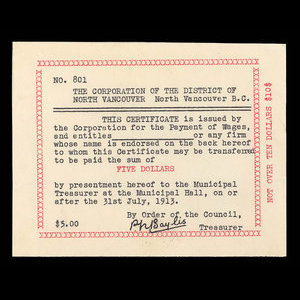 NO. 801
THE CORPORATION OF THE DISTRICT OF
NORTH VANCOUVER North Vancouver B.C.
THIS CERTIFICATE is issued by
the Corporation for the Payment of Wages,
and entitles or any firm
whose name is endorsed on the back hereof
to whom this Certificate may be transferred
to be paid the sum of
FIVE DOLLARS
by presentment hereof to the Municipal
Treasurer at the Municipal Hall, on or
after the 31st July, 1913.
By Order of the Council,
$5.00
Treasurer
NOT OVER TEN DOLLARS $10$